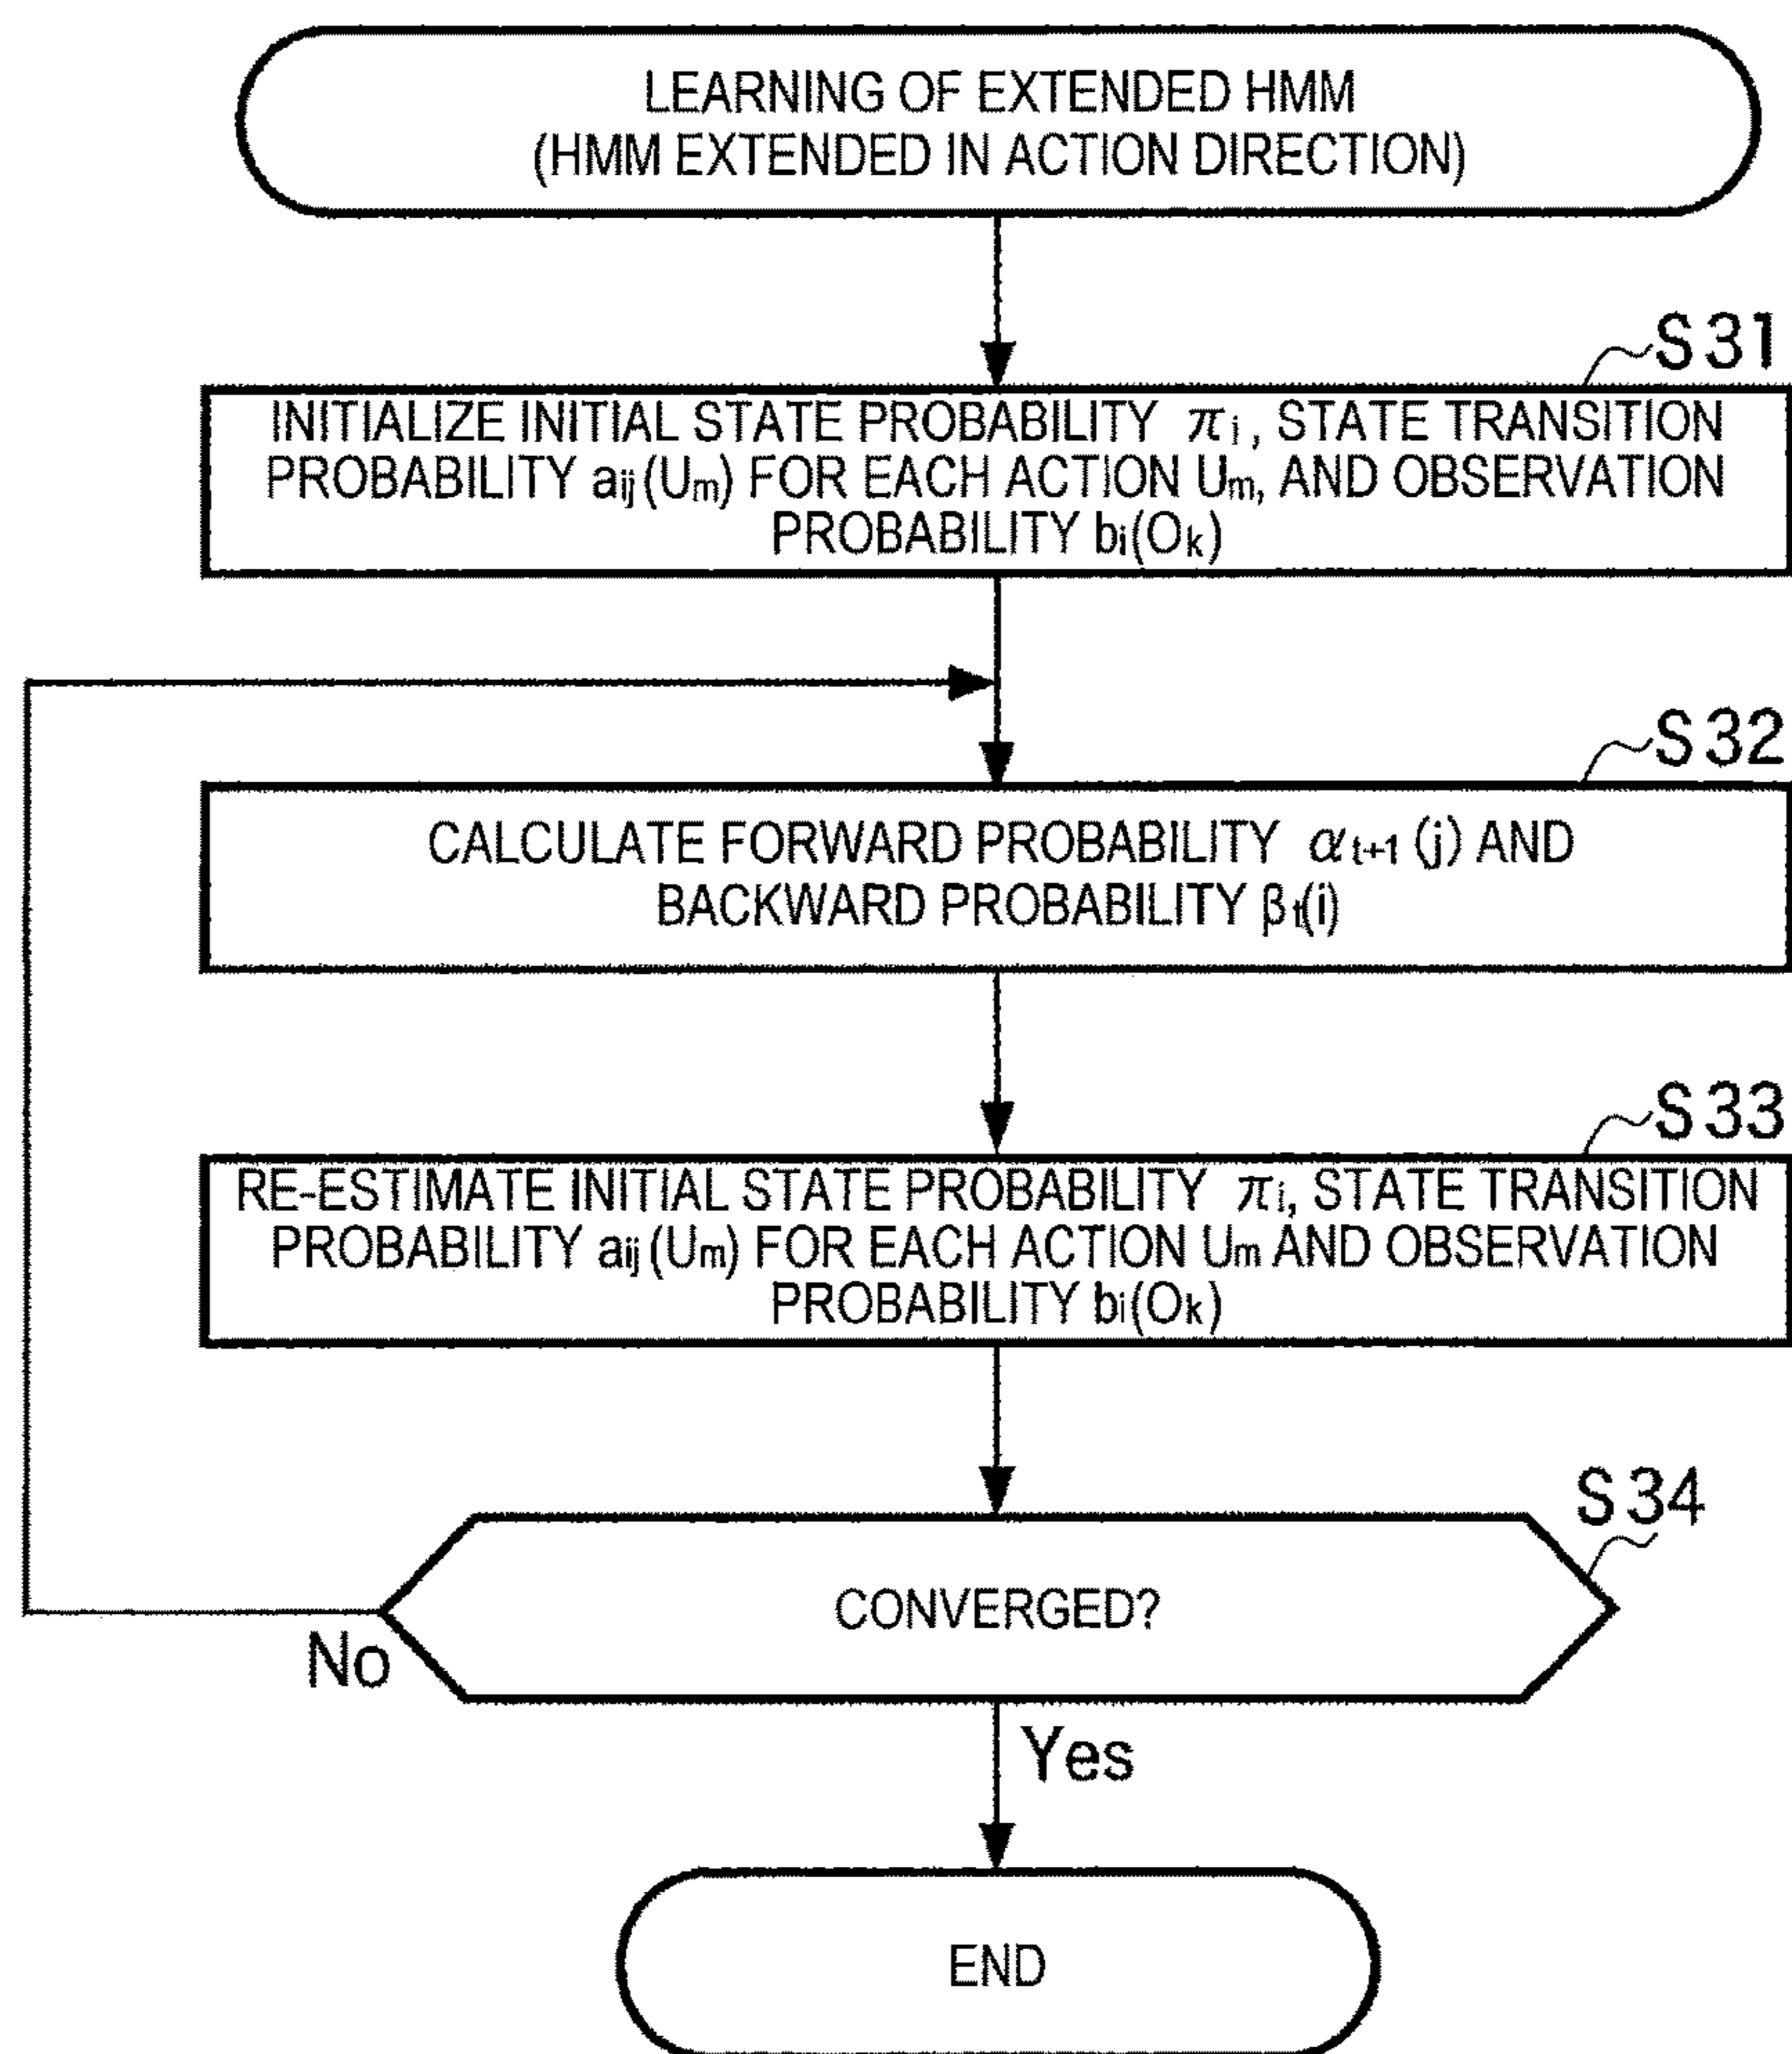 LEARNING OF EXTENDED HMM
(HMM EXTENDED IN ACTION DIRECTION)
S31
INITIALIZE INITIAL STATE PROBABILITY πi, STATE TRANSITION
PROBABILITY aij(Um) FOR EACH ACTION Um, AND OBSERVATION
PROBABILITY bi(Ok)
S32
CALCULATE FORWARD PROBABILITY αt+1(j) AND
BACKWARD PROBABILITY βt(i)
S33
RE-ESTIMATE INITIAL STATE PROBABILITY πi, STATE TRANSITION
PROBABILITY aij(Um) FOR EACH ACTION Um AND OBSERVATION
PROBABILITY bi(Ok)
S34
CONVERGED?
No
Yes
END